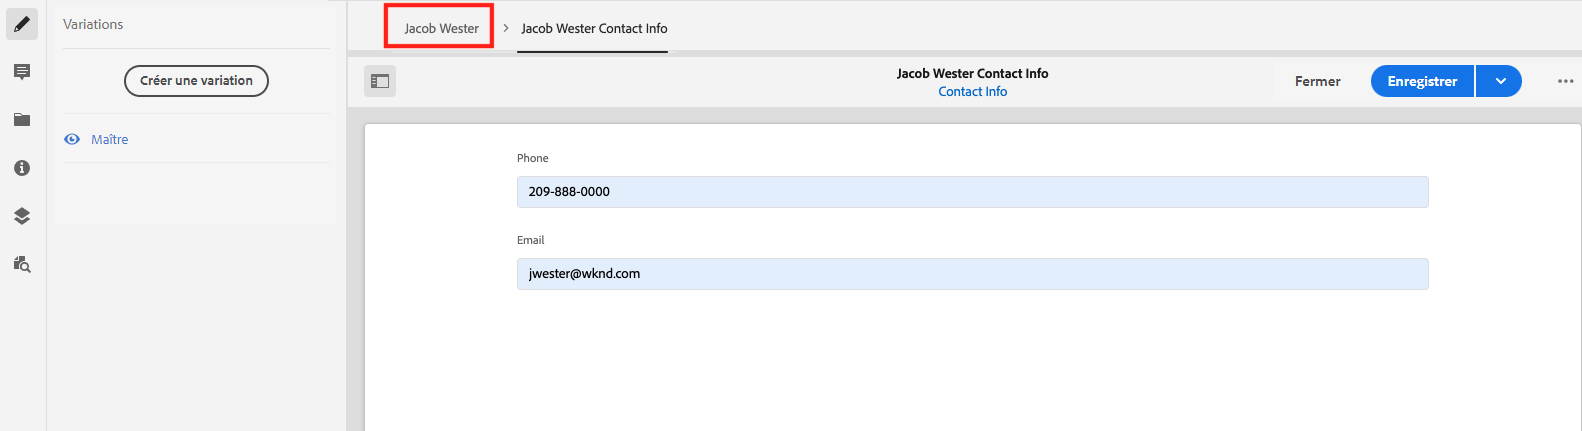 Variations
Créer une variation
Maître
Jacob Wester > Jacob Wester Contact Info
Jacob Wester Contact Info
Contact Info
Fermer
Enregistrer
Phone
209-888-0000
Email
jwester@wknd.com